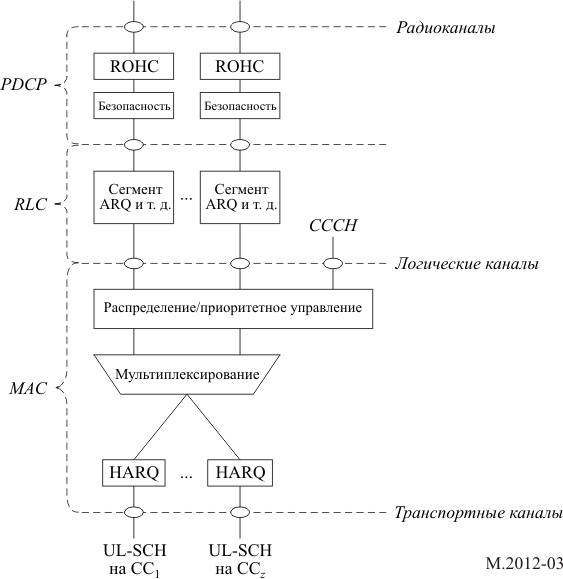 Радиоканалы
ROHC ROHC
PDCP
Безопасность Безопасность
Сегмент ARQ и т. д. ... Сегмент ARQ и т. д.
RLC
CCCH
Логические каналы
Распределение/приоритетное управление
Мультиплексирование
MAC
HARQ ... HARQ
Транспортные каналы
UL-SCH на CC1 UL-SCH на CCz
M.2012-03